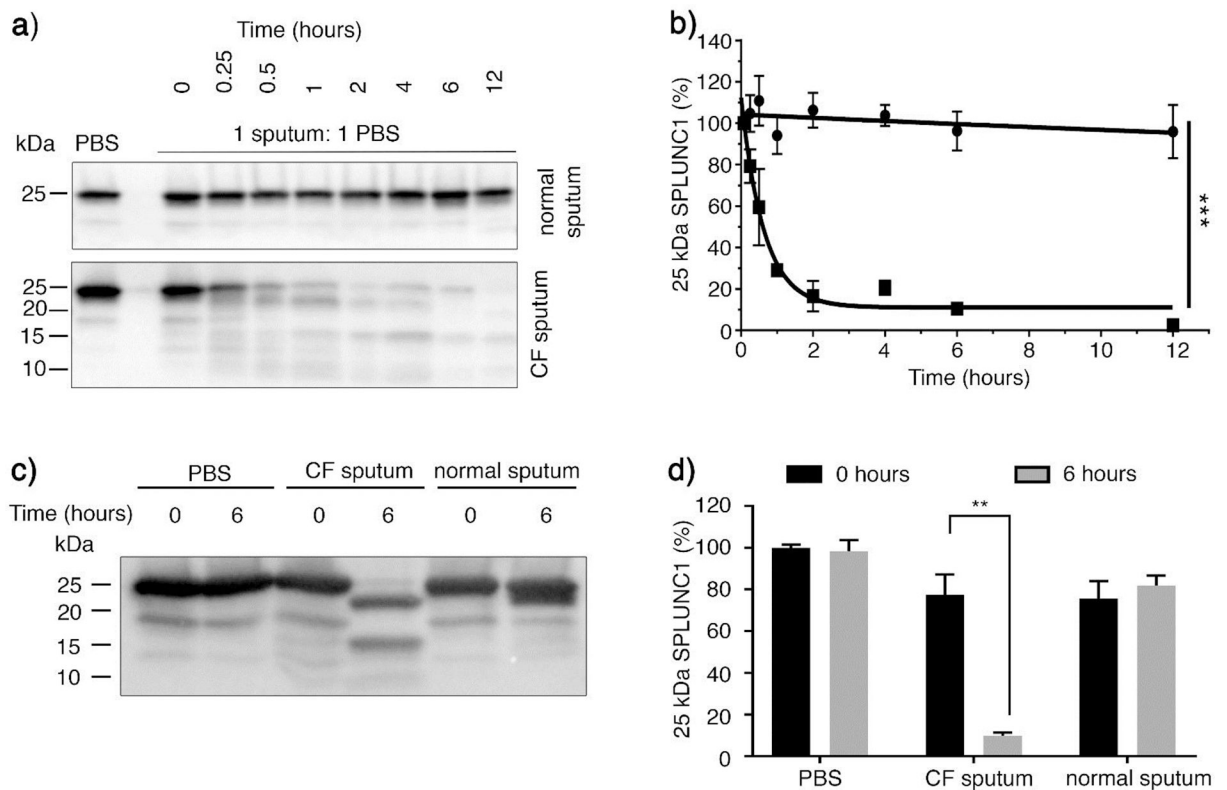 a)
Time (hours)
0 0.25 0.5 1 2 4 6 12
kDa PBS 1 sputum: 1 PBS
25
normal sputum
25
20
15
10
CF sputum
b)
25 kDa SPLUNC1 (%)
140
120
100
80
60
40
20
0
0 2 4 6 8 10 12
Time (hours)
***
c)
PBS CF sputum normal sputum
Time (hours) 0 6 0 6 0 6
kDa
25
20
15
10
d)
0 hours 6 hours
25 kDa SPLUNC1 (%)
120
100
80
60
40
20
0
**
PBS CF sputum normal sputum